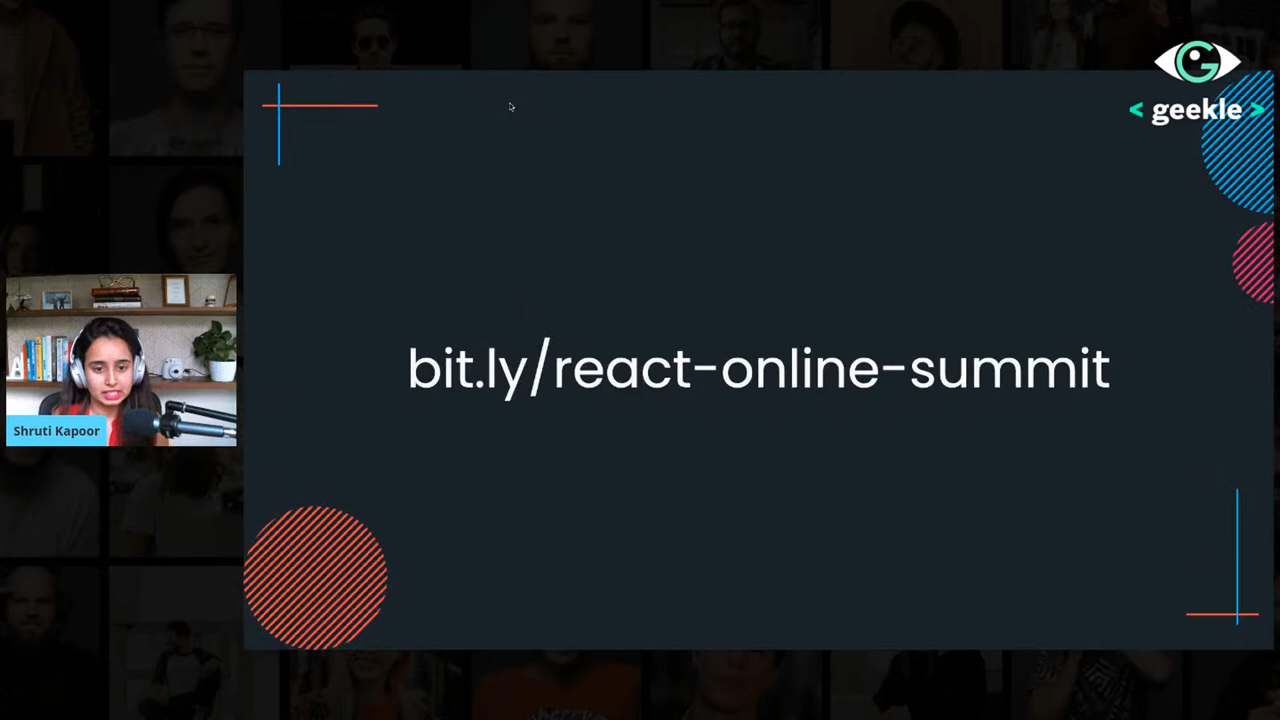 < geekle >
bit.ly/react-online-summit
Shruti Kapoor